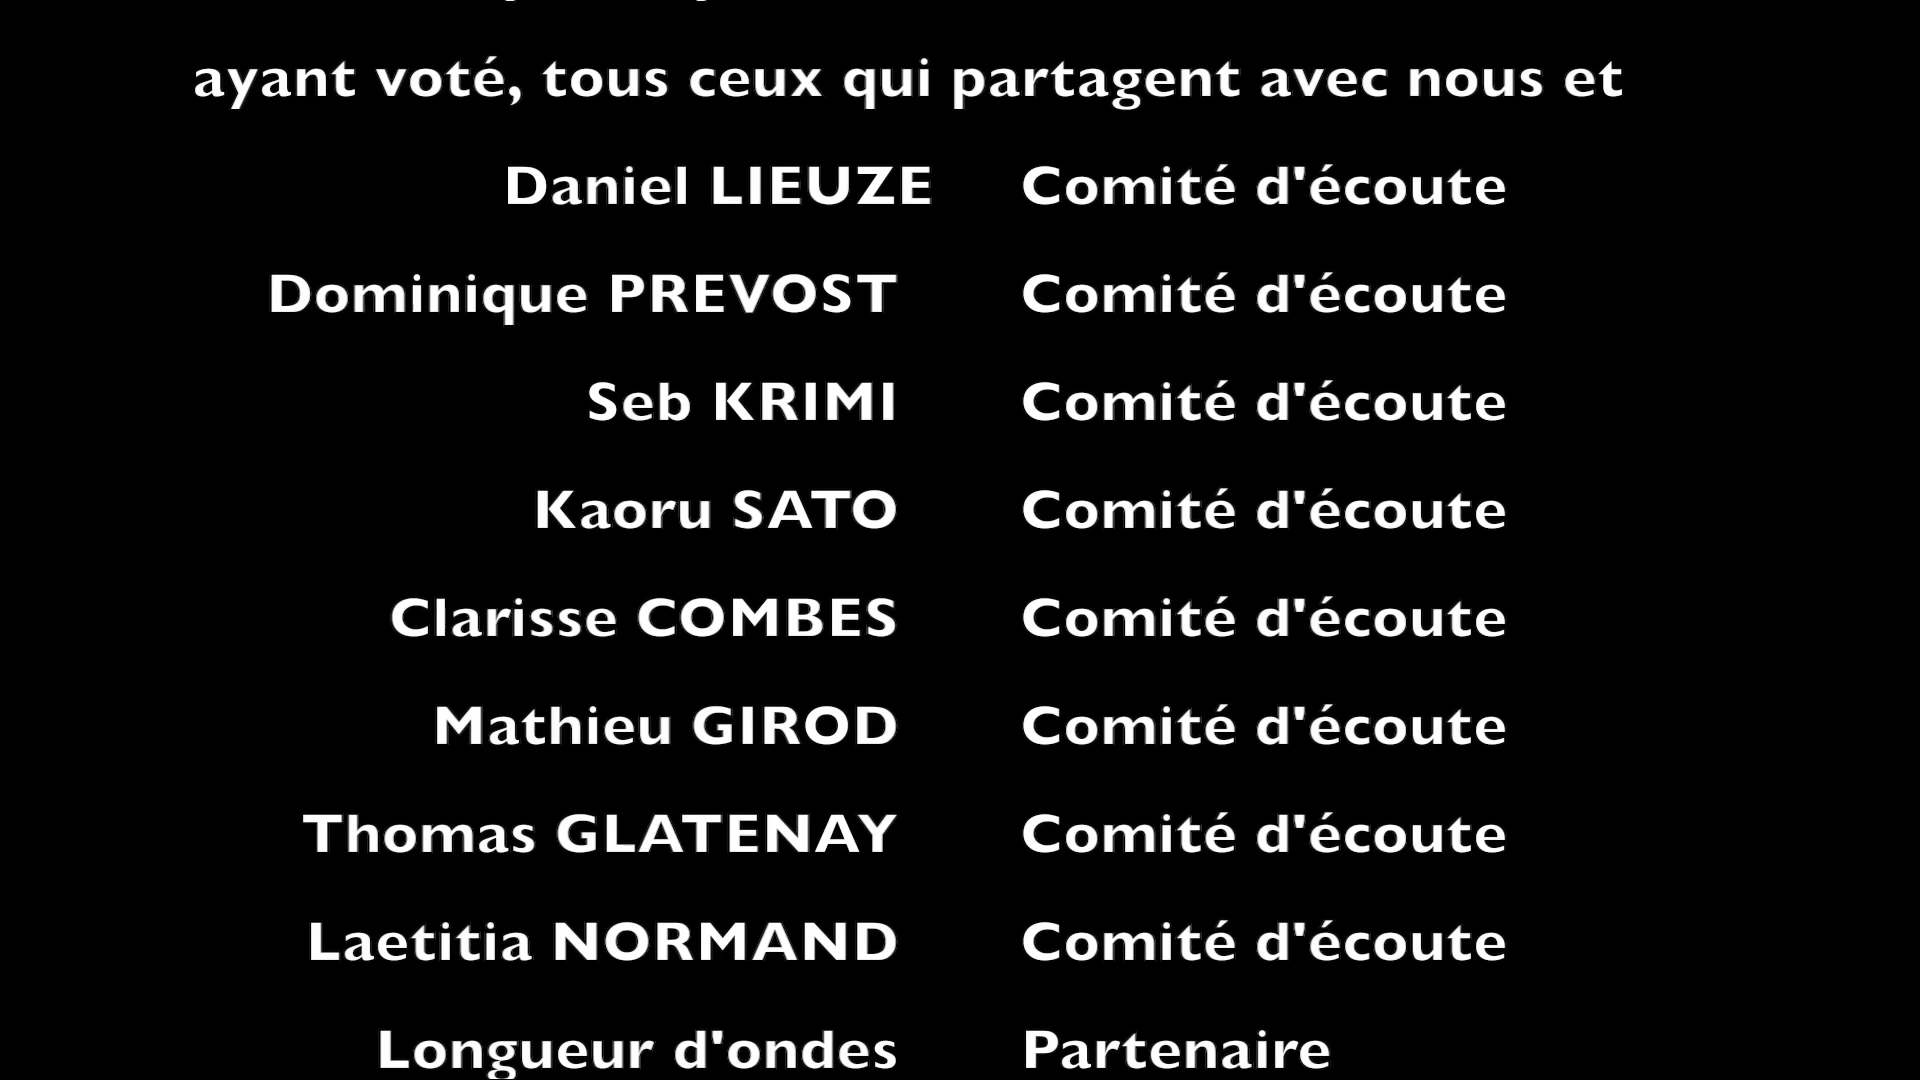 ayant voté, tous ceux qui partagent avec nous et
Daniel LIEUZE Comité d'écoute
Dominique PREVOST Comité d'écoute
Seb KRIMI Comité d'écoute
Kaoru SATO Comité d'écoute
Clarisse COMBES Comité d'écoute
Mathieu GIROD Comité d'écoute
Thomas GLATENAY Comité d'écoute
Laetitia NORMAND Comité d'écoute
Longueur d'ondes Partenaire